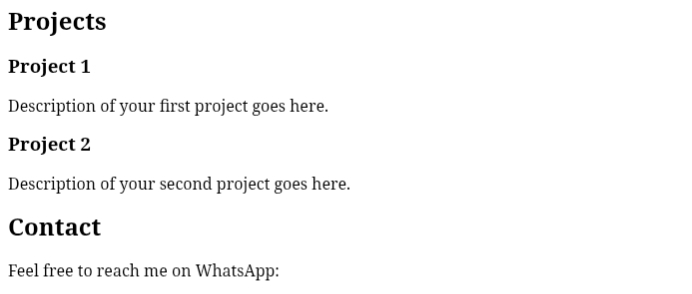 Projects
Project 1
Description of your first project goes here.
Project 2
Description of your second project goes here.
Contact
Feel free to reach me on WhatsApp: